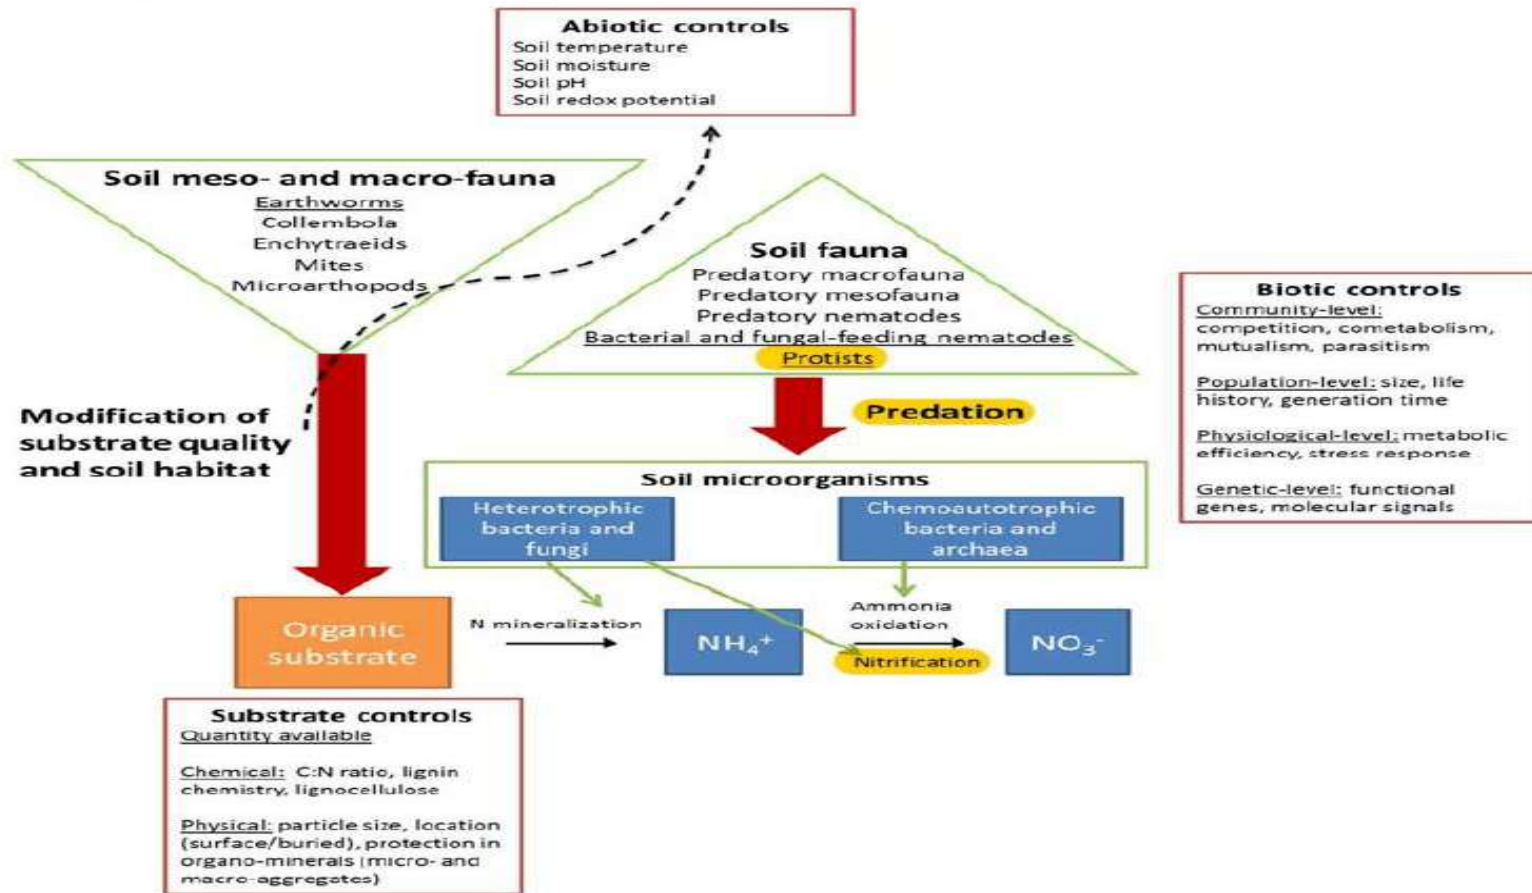 Abiotic controls
Soil temperature
Soil moisture
Soil pH
Soil redox potential
Soil meso- and macro-fauna
Earthworms
Collembola
Enchytraeids
Mites
Microarthopods
Soil fauna
Predatory macrofauna
Predatory mesofauna
Predatory nematodes
Bacterial and fungal-feeding nematodes
Protists
Biotic controls
Community-level:
competition, cometabolism,
mutualism, parasitism
Population-level: size, life
history, generation time
Physiological-level: metabolic
efficiency, stress response
Genetic-level: functional
genes, molecular signals
Modification of
substrate quality
and soil habitat
Predation
Soil microorganisms
Heterotrophic
bacteria and
fungi
Chemoautotrophic
bacteria and
archaea
Organic
substrate
N mineralization
NH₄⁺
Ammonia
oxidation
Nitrification
NO₃⁻
Substrate controls
Quantity available
Chemical: C:N ratio, lignin
chemistry, lignocellulose
Physical: particle size, location
(surface/buried), protection in
organo-minerals (micro- and
macro-aggregates)